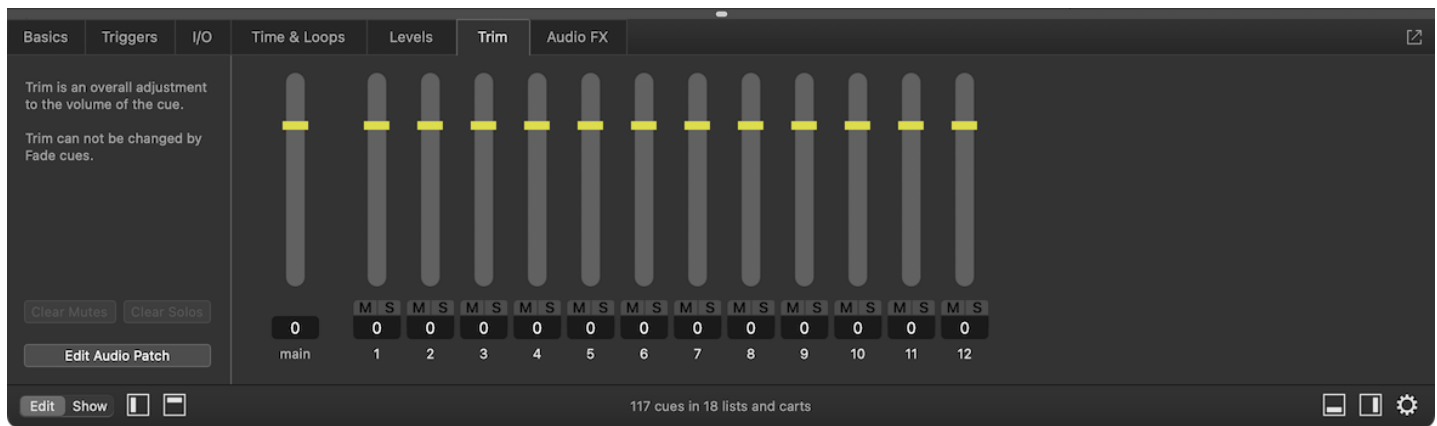 Basics Triggers I/O Time & Loops Levels Trim Audio FX
Trim is an overall adjustment
to the volume of the cue.
Trim can not be changed by
Fade cues.
Clear Mutes Clear Solos
Edit Audio Patch
M S M S M S M S M S M S M S M S M S M S M S M S
0 0 0 0 0 0 0 0 0 0 0 0 0
main 1 2 3 4 5 6 7 8 9 10 11 12
Edit Show 117 cues in 18 lists and carts